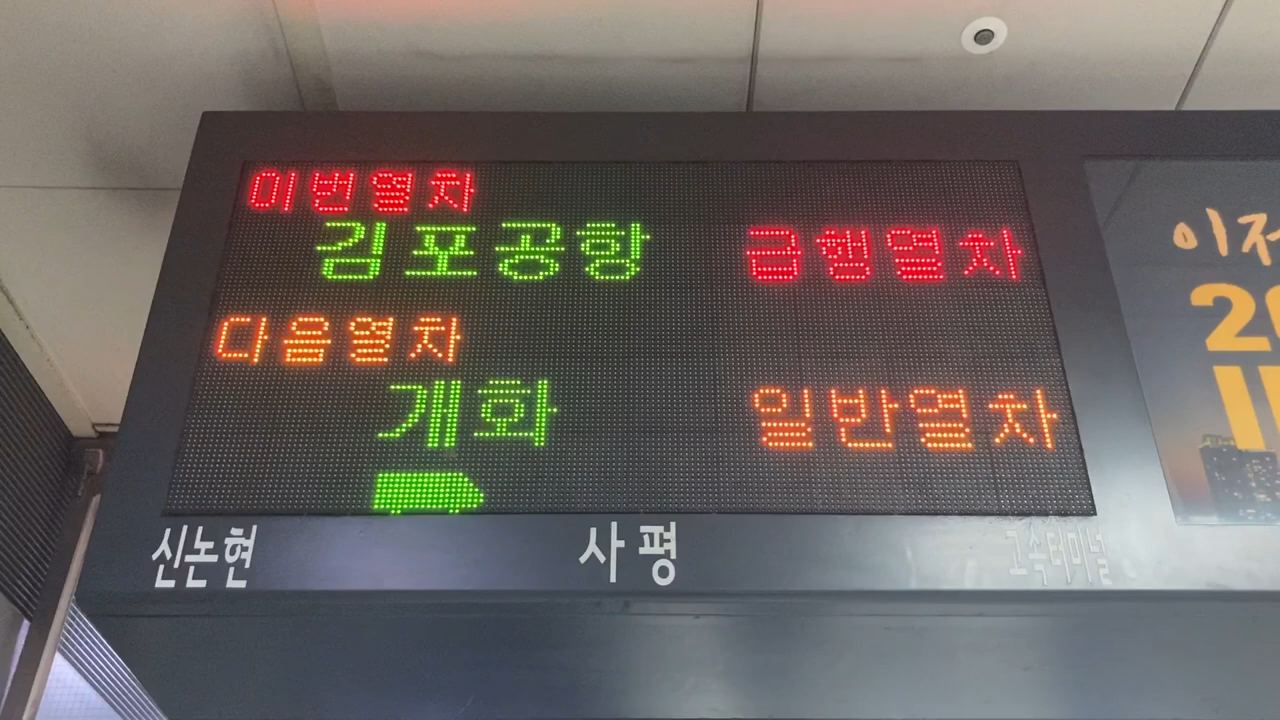 이번열차
김포공항 급행열차
다음열차
개화 일반열차
신논현 사평 고속터미널